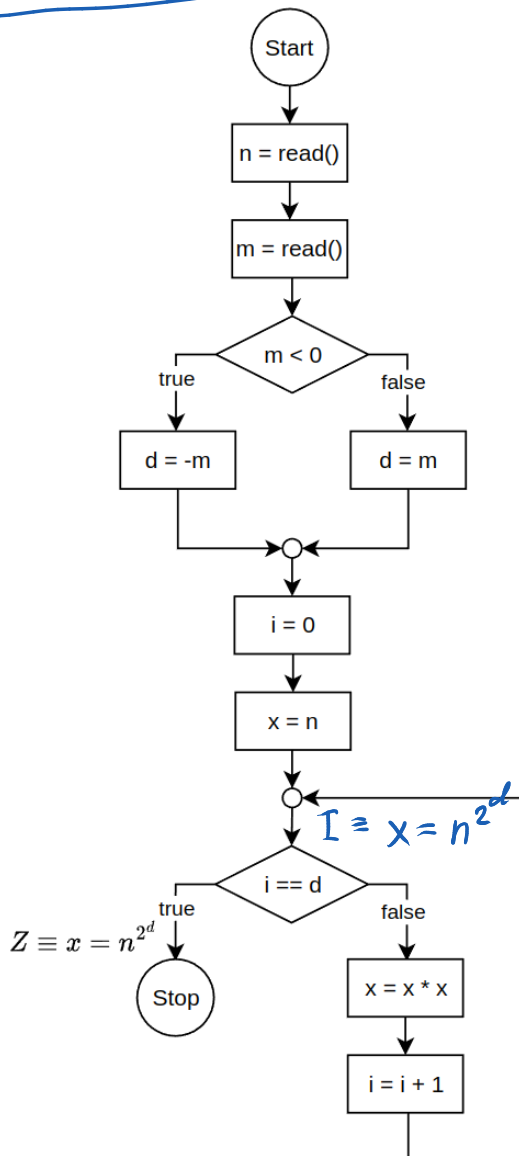 Start
n = read()
m = read()
m < 0
true
false
d = -m
d = m
i = 0
x = n
I ≡ x = n^{2^d}
i == d
true
false
Z ≡ x = n^{2^d}
x = x * x
Stop
i = i + 1